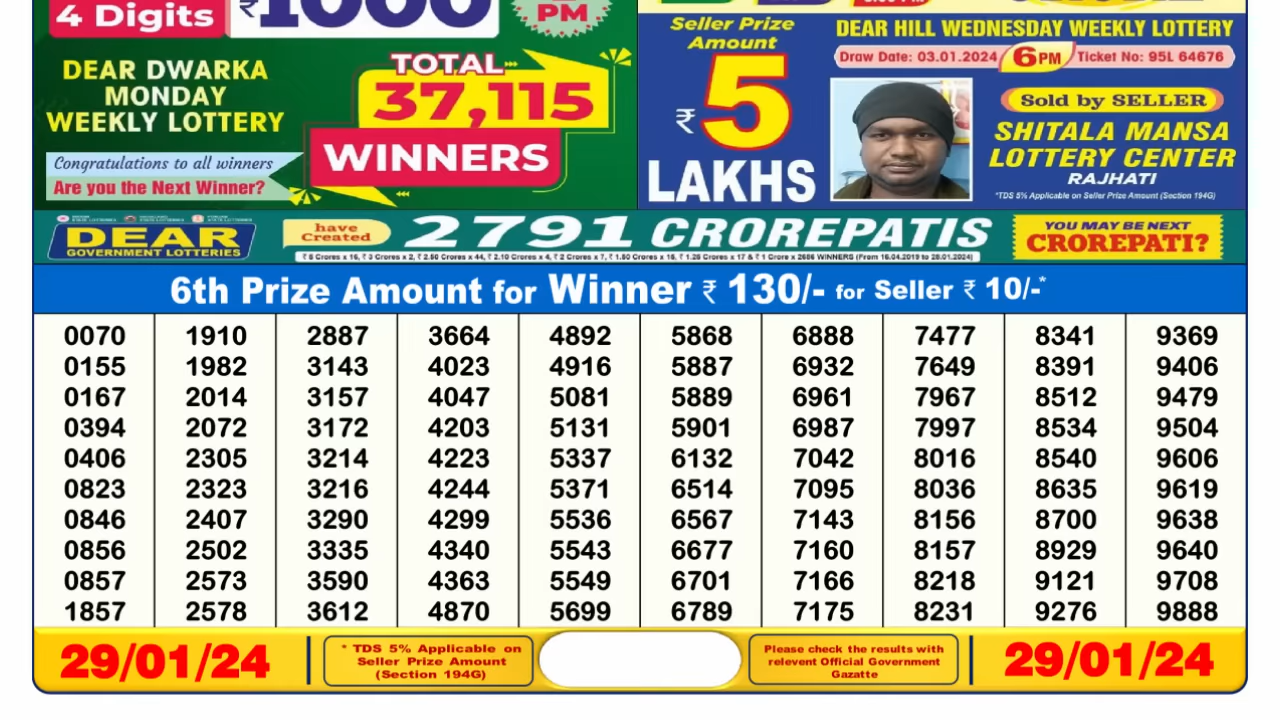 4 Digits
₹1000
PM
DEAR DWARKA
MONDAY
WEEKLY LOTTERY
TOTAL
37,115
WINNERS
Congratulations to all winners
Are you the Next Winner?
Seller Prize
Amount
₹5
LAKHS
DEAR HILL WEDNESDAY WEEKLY LOTTERY
Draw Date: 03.01.2024 6PM Ticket No: 95L 64676
Sold by SELLER
SHITALA MANSA
LOTTERY CENTER
RAJHATI
*TDS 5% Applicable on Seller Prize Amount (Section 194G)
DEAR
GOVERNMENT LOTTERIES
have
Created
2791 CROREPATIS
YOU MAY BE NEXT
CROREPATI?
6th Prize Amount for Winner ₹ 130/- for Seller ₹ 10/-*
0070 1910 2887 3664 4892 5868 6888 7477 8341 9369
0155 1982 3143 4023 4916 5887 6932 7649 8391 9406
0167 2014 3157 4047 5081 5889 6961 7967 8512 9479
0394 2072 3172 4203 5131 5901 6987 7997 8534 9504
0406 2305 3214 4223 5337 6132 7042 8016 8540 9606
0823 2323 3216 4244 5371 6514 7095 8036 8635 9619
0846 2407 3290 4299 5536 6567 7143 8156 8700 9638
0856 2502 3335 4340 5543 6677 7160 8157 8929 9640
0857 2573 3590 4363 5549 6701 7166 8218 9121 9708
1857 2578 3612 4870 5699 6789 7175 8231 9276 9888
29/01/24
* TDS 5% Applicable on
Seller Prize Amount
(Section 194G)
Please check the results with
relevent Official Government
Gazatte
29/01/24